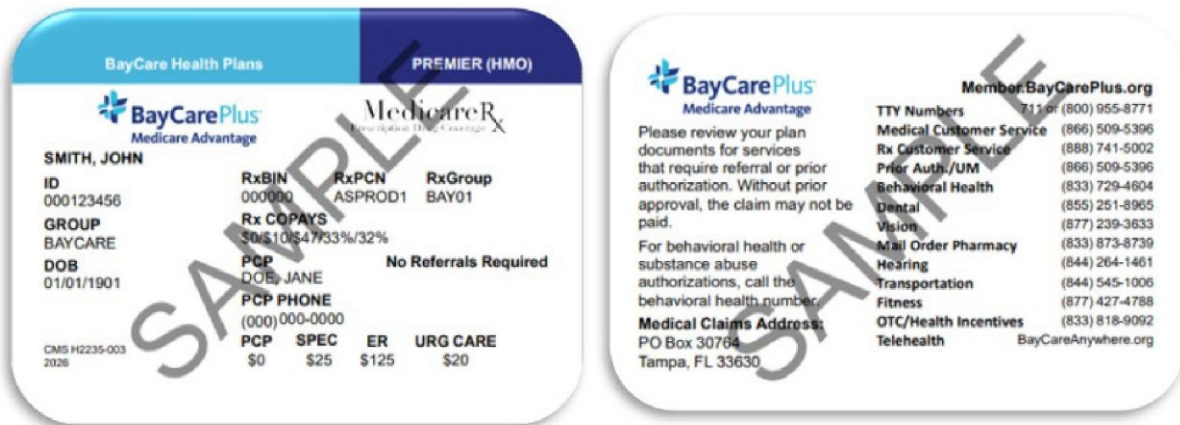 BayCare Health Plans PREMIER (HMO)
BayCarePlus
Medicare Advantage
MedicareRx
Prescription Drug Coverage
SMITH, JOHN
ID
000123456
GROUP
BAYCARE
DOB
01/01/1901
CMS H2235-003
2026
RxBIN RxPCN RxGroup
000000 ASPROD1 BAY01
Rx COPAYS
$0/$10/$47/33%/32%
PCP No Referrals Required
DOE, JANE
PCP PHONE
(000) 000-0000
PCP SPEC ER URG CARE
$0 $25 $125 $20
SAMPLE
BayCarePlus
Medicare Advantage
Please review your plan
documents for services
that require referral or prior
authorization. Without prior
approval, the claim may not be
paid.
For behavioral health or
substance abuse
authorizations, call the
behavioral health number.
Medical Claims Address:
PO Box 30764
Tampa, FL 33630
Member.BayCarePlus.org
TTY Numbers 711 or (800) 955-8771
Medical Customer Service (866) 509-5396
Rx Customer Service (888) 741-5002
Prior Auth./UM (866) 509-5396
Behavioral Health (833) 729-4604
Dental (855) 251-8965
Vision (877) 239-3633
Mail Order Pharmacy (833) 873-8739
Hearing (844) 264-1461
Transportation (844) 545-1006
Fitness (877) 427-4788
OTC/Health Incentives (833) 818-9092
Telehealth BayCareAnywhere.org
SAMPLE